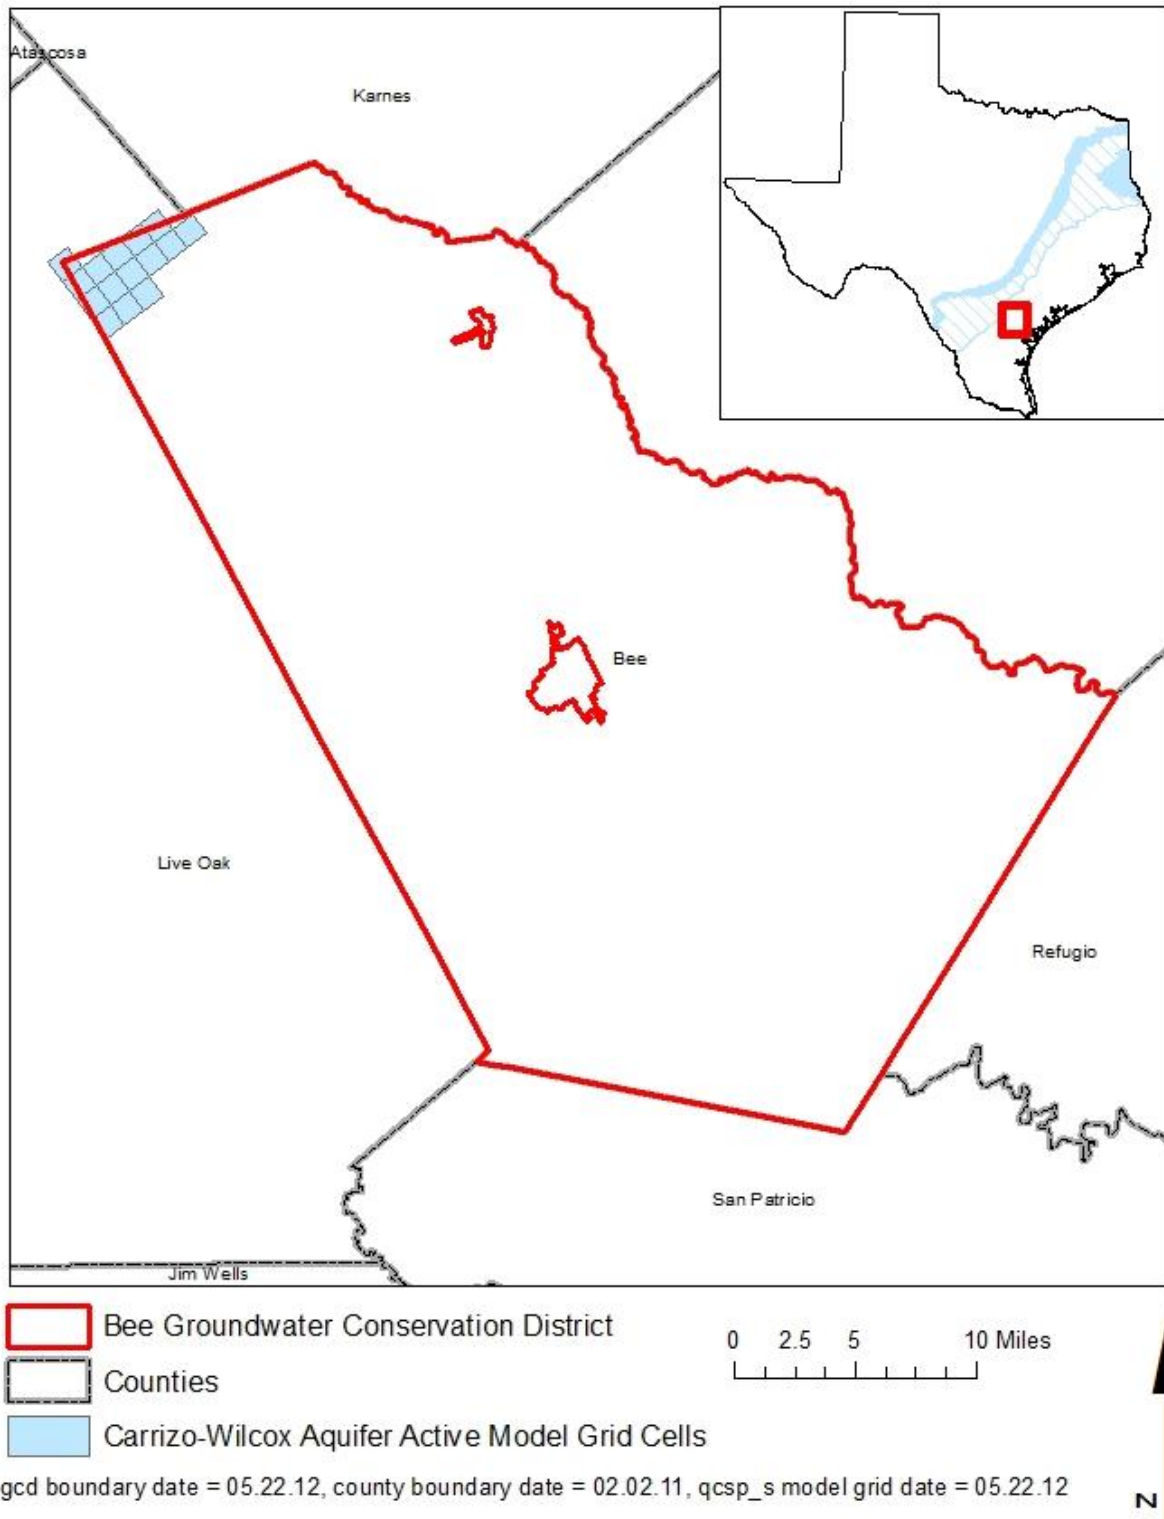 Atascosa
Karnes
Bee
Live Oak
Refugio
San Patricio
Jim Wells
Bee Groundwater Conservation District
Counties
Carrizo-Wilcox Aquifer Active Model Grid Cells
0 2.5 5 10 Miles
gcd boundary date = 05.22.12, county boundary date = 02.02.11, qcsp_s model grid date = 05.22.12
N